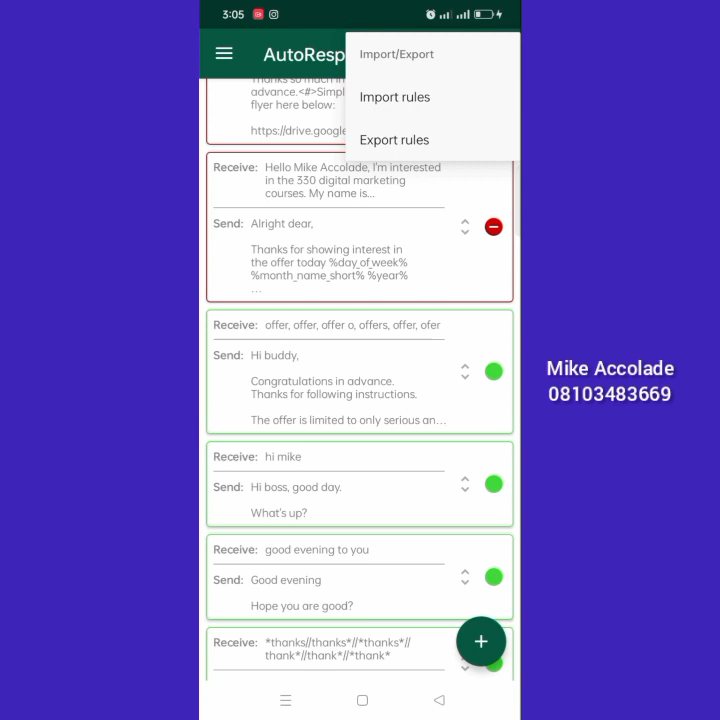 3:05
AutoResp
Import/Export
Import rules
Export rules
Thanks so much in
advance.<#>Simpl
flyer here below:
https://drive.google
Receive: Hello Mike Accolade, I'm interested
in the 330 digital marketing
courses. My name is...
Send: Alright dear,
Thanks for showing interest in
the offer today %day_of_week%
%month_name_short% %year%
...
Receive: offer, offer, offer o, offers, offer, ofer
Send: Hi buddy,
Congratulations in advance.
Thanks for following instructions.
The offer is limited to only serious an...
Receive: hi mike
Send: Hi boss, good day.
What's up?
Receive: good evening to you
Send: Good evening
Hope you are good?
Receive: *thanks//thanks*//*thanks*//
thank*//thank*//*thank*
Mike Accolade
08103483669